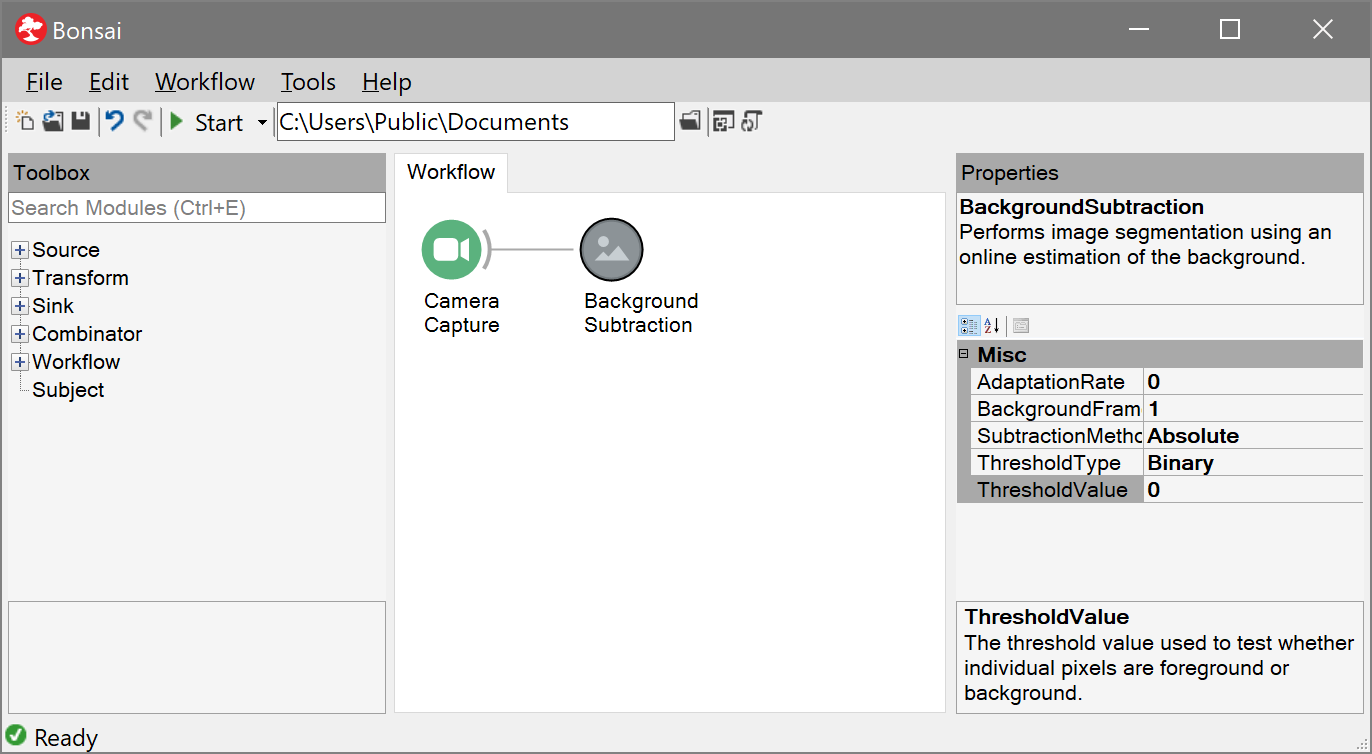 Bonsai
File Edit Workflow Tools Help
Start C:\Users\Public\Documents
Toolbox
Search Modules (Ctrl+E)
Source
Transform
Sink
Combinator
Workflow
Subject
Workflow
Camera
Capture
Background
Subtraction
Properties
BackgroundSubtraction
Performs image segmentation using an
online estimation of the background.
Misc
AdaptationRate 0
BackgroundFram 1
SubtractionMetho Absolute
ThresholdType Binary
ThresholdValue 0
ThresholdValue
The threshold value used to test whether
individual pixels are foreground or
background.
Ready